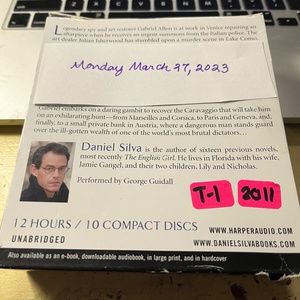 Legendary spy and art restorer Gabriel Allon is at work in Venice repairing an
altarpiece when he receives an urgent summons from the Italian police. The
art dealer Julian Isherwood has stumbled upon a murder scene in Lake Como,
Monday March 27, 2023
Gabriel embarks on a daring gambit to recover the Caravaggio that will take him
on an exhilarating hunt—from Marseilles and Corsica, to Paris and Geneva, and,
finally, to a small private bank in Austria, where a dangerous man stands guard
over the ill-gotten wealth of one of the world's most brutal dictators...
Daniel Silva is the author of sixteen previous novels,
most recently The English Girl. He lives in Florida with his wife,
Jamie Gangel, and their two children, Lily and Nicholas.
Performed by George Guidall
T-1 2011
12 HOURS / 10 COMPACT DISCS
UNABRIDGED
WWW.HARPERAUDIO.COM
WWW.DANIELSILVABOOKS.COM
Also available as an e-book, downloadable audiobook, in large print, and in hardcover